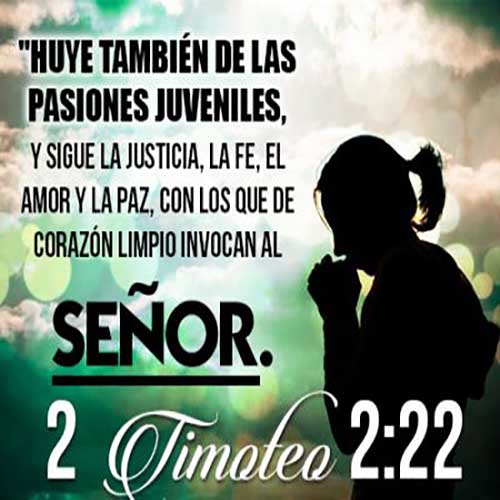 "HUYE TAMBIÉN DE LAS
PASIONES JUVENILES,
Y SIGUE LA JUSTICIA, LA FE, EL
AMOR Y LA PAZ, CON LOS QUE DE
CORAZÓN LIMPIO INVOCAN AL
SEÑOR.
2 Timoteo 2:22